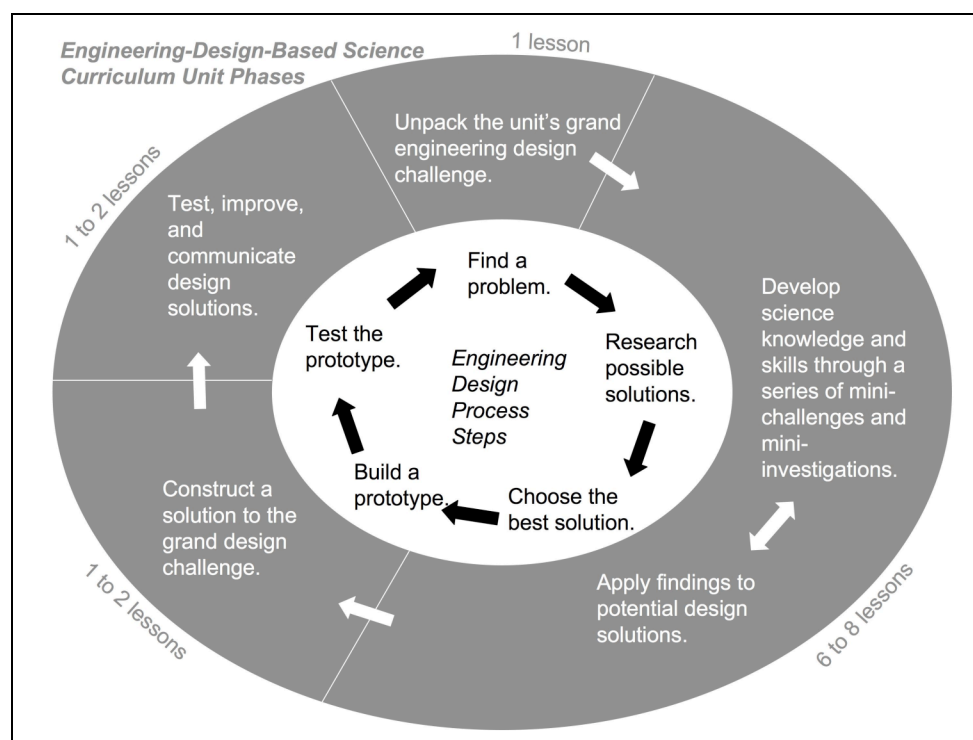 Engineering-Design-Based Science
Curriculum Unit Phases
1 lesson
Unpack the unit's grand
engineering design
challenge.
1 to 2 lessons
Test, improve,
and
communicate
design
solutions.
Find a
problem.
Develop
science
knowledge and
skills through a
series of mini-
challenges and
mini-
investigations.
Test the
prototype.
Research
possible
solutions.
Engineering
Design
Process
Steps
Build a
prototype.
Choose the
best solution.
Construct a
solution to the
grand design
challenge.
Apply findings to
potential design
solutions.
1 to 2 lessons
6 to 8 lessons